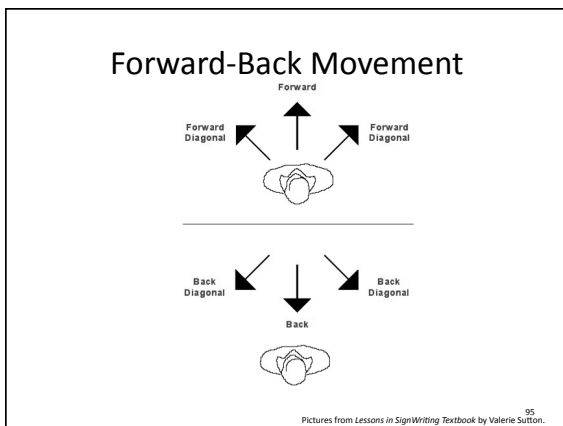 Forward-Back Movement
Forward
Forward
Diagonal
Forward
Diagonal
Back
Diagonal
Back
Diagonal
Back
95
Pictures from Lessons in SignWriting Textbook by Valerie Sutton.